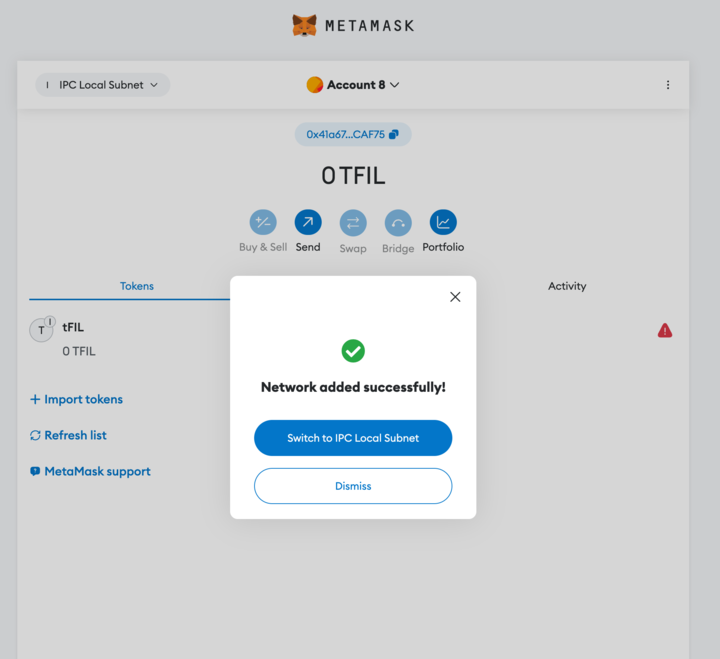 METAMASK
I IPC Local Subnet
Account 8
0x41a67...CAF75
0 TFIL
Buy & Sell
Send
Swap
Bridge
Portfolio
Tokens
Activity
T
I
tFIL
0 TFIL
Import tokens
Refresh list
MetaMask support
Network added successfully!
Switch to IPC Local Subnet
Dismiss